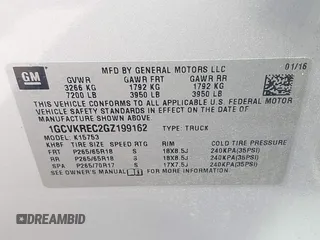 GM
MFD BY GENERAL MOTORS LLC
01/16
GVWR GAWR FRT GAWR RR
3266 KG 1792 KG 1792 KG
7200 LB 3950 LB 3950 LB
THIS VEHICLE CONFORMS TO ALL APPLICABLE U.S. FEDERAL
MOTOR VEHICLE SAFETY STANDARDS IN EFFECT ON THE DATE OF
MANUFACTURE SHOWN ABOVE.
1GCVKREC2GZ199162 TYPE: TRUCK
K15753
TIRE SIZE SPEED RTG RIM COLD TIRE PRESSURE
FRT P265/65R18 S 18X8.5J 240KPA(35PSI)
RR P265/65R18 S 18X8.5J 240KPA(35PSI)
SPA P265/70R17 S 17X7.5J 240KPA(35PSI)
SEE OWNER'S MANUAL FOR ADDITIONAL INFORMATION.
DREAMBID